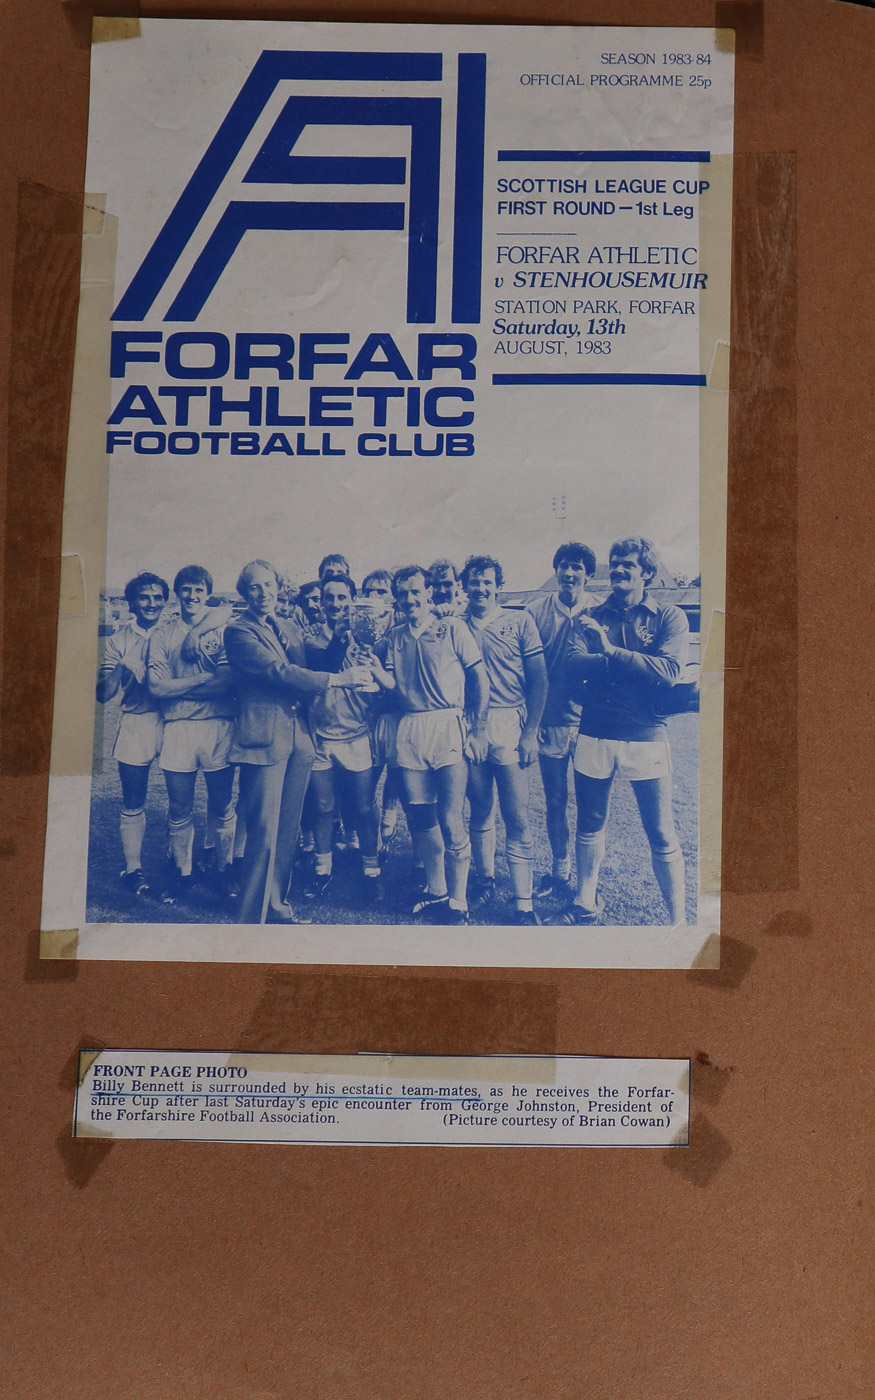 SEASON 1983-84
OFFICIAL PROGRAMME 25p
SCOTTISH LEAGUE CUP
FIRST ROUND — 1st Leg
FORFAR ATHLETIC
v STENHOUSEMUIR
STATION PARK, FORFAR
Saturday, 13th
AUGUST, 1983
FORFAR
ATHLETIC
FOOTBALL CLUB
FRONT PAGE PHOTO
Billy Bennett is surrounded by his ecstatic team-mates, as he receives the Forfar-
shire Cup after last Saturday's epic encounter from George Johnston, President of
the Forfarshire Football Association. (Picture courtesy of Brian Cowan)